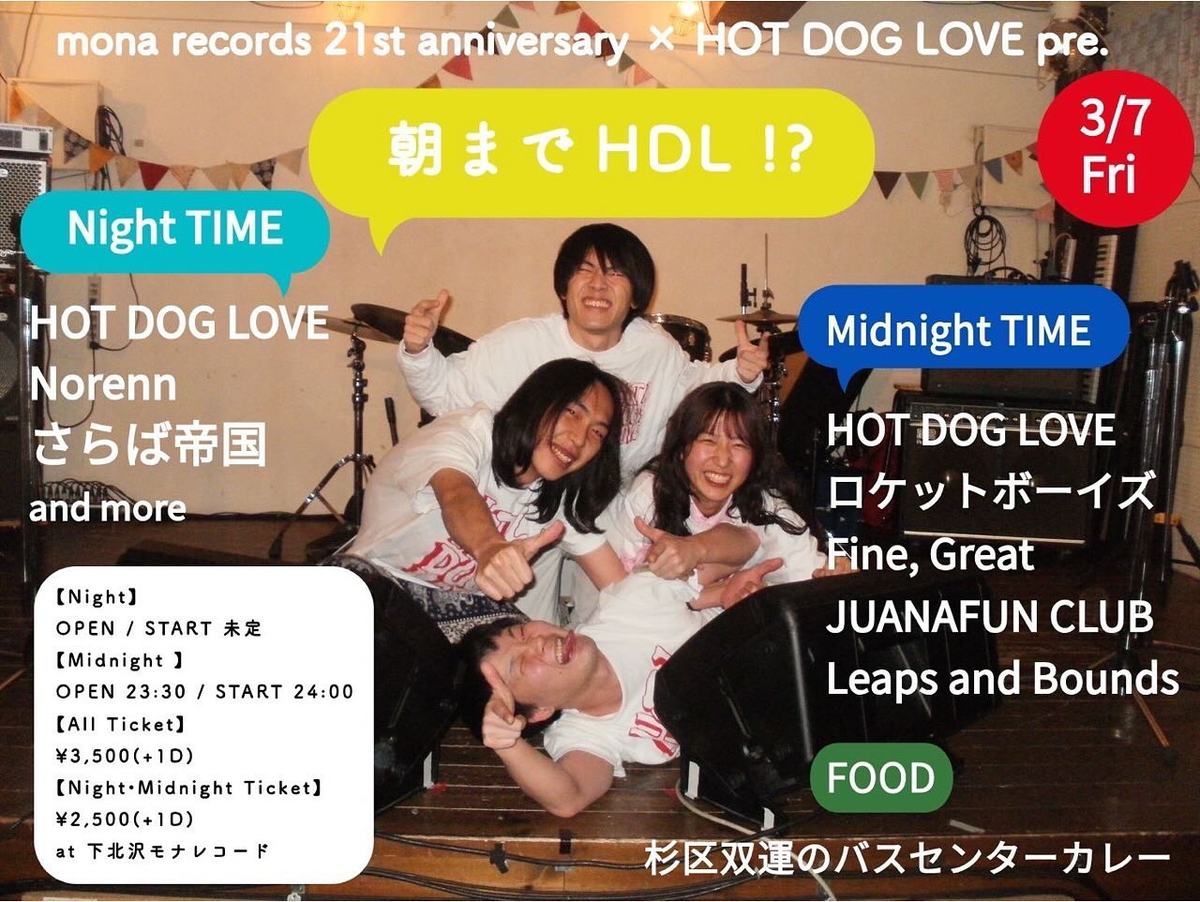 mona records 21st anniversary × HOT DOG LOVE pre.
朝までHDL !?
3/7
Fri
Night TIME
HOT DOG LOVE
Norenn
さらば帝国
and more
Midnight TIME
HOT DOG LOVE
ロケットボーイズ
Fine, Great
JUANAFUN CLUB
Leaps and Bounds
【Night】
OPEN / START 未定
【Midnight 】
OPEN 23:30 / START 24:00
【All Ticket】
¥3,500(+1D)
【Night・Midnight Ticket】
¥2,500(+1D)
at 下北沢モナレコード
FOOD
杉区双運のバスセンターカレー